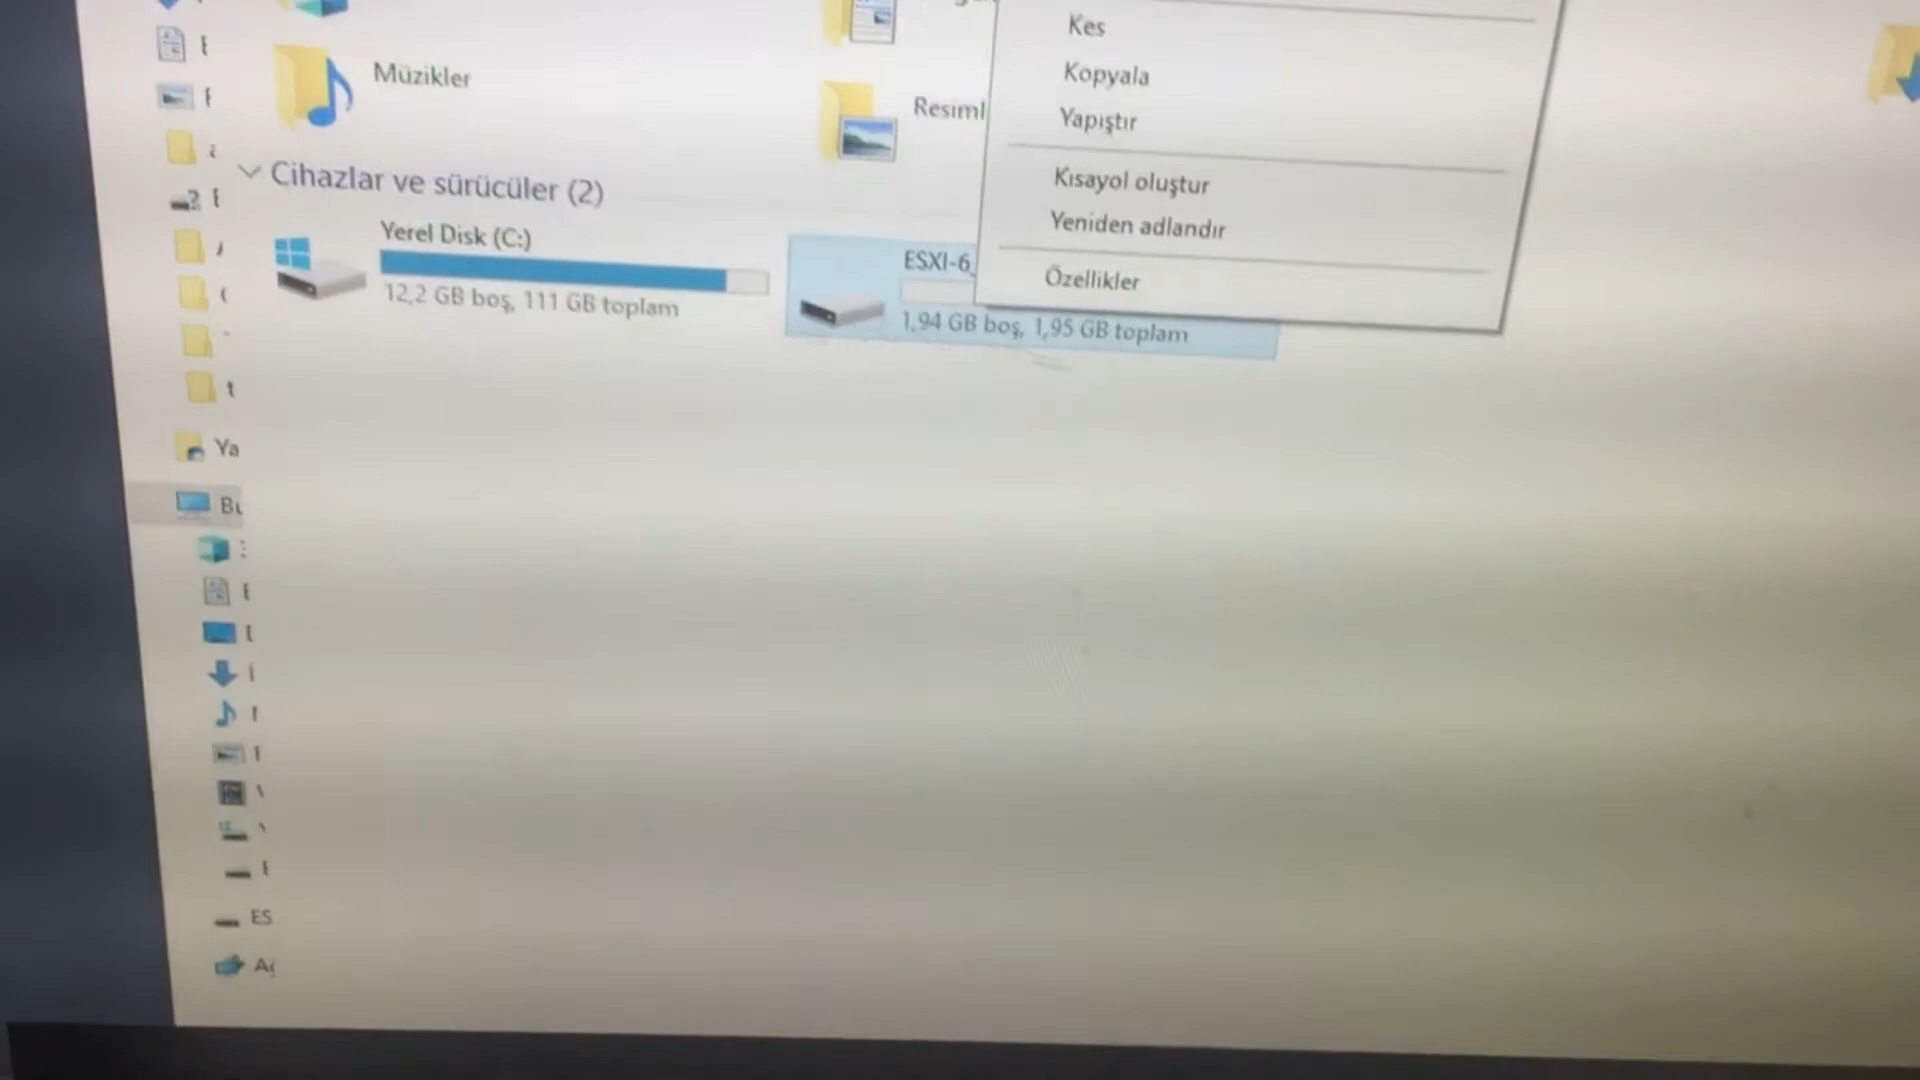 Kes
Müzikler
Kopyala
Resiml
Yapıştır
Cihazlar ve sürücüler (2)
Kısayol oluştur
Yeniden adlandır
Yerel Disk (C:)
ESXI-6
Özellikler
12,2 GB boş, 111 GB toplam
1,94 GB boş, 1,95 GB toplam
Ya
ES